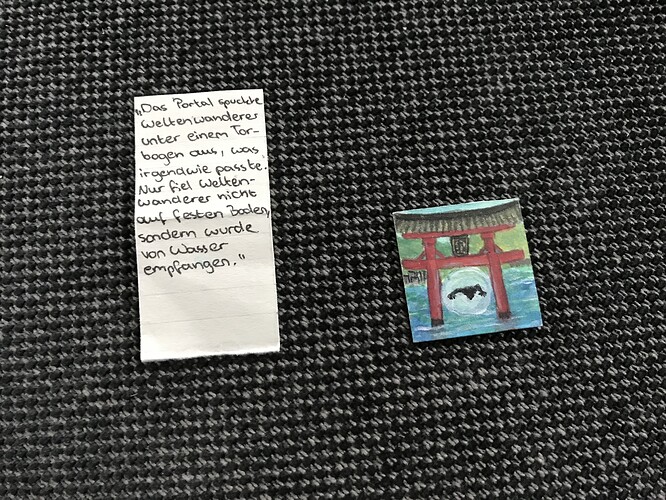 „Das Portal spuckte
Weltenwanderer
unter einem Tor-
bogen aus, was
irgendwie passte.
Nur fiel Welten-
wanderer nicht
auf festen Boden,
sondern wurde
von Wasser
empfangen."